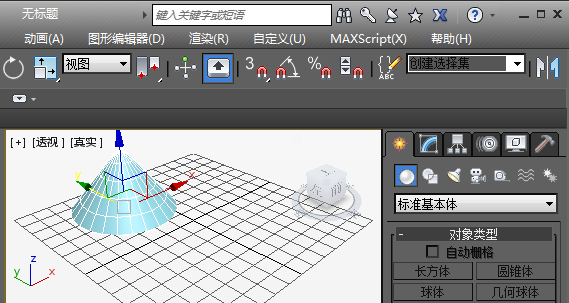 无标题
键入关键字或短语
动画(A) 图形编辑器(D) 渲染(R) 自定义(U) MAXScript(X) 帮助(H)
视图 3 % ABC 创建选择集
[+] [透视] [真实]
x
y
左 前
标准基本体
- 对象类型
自动栅格
长方体 圆锥体
球体 几何球体
z
y x